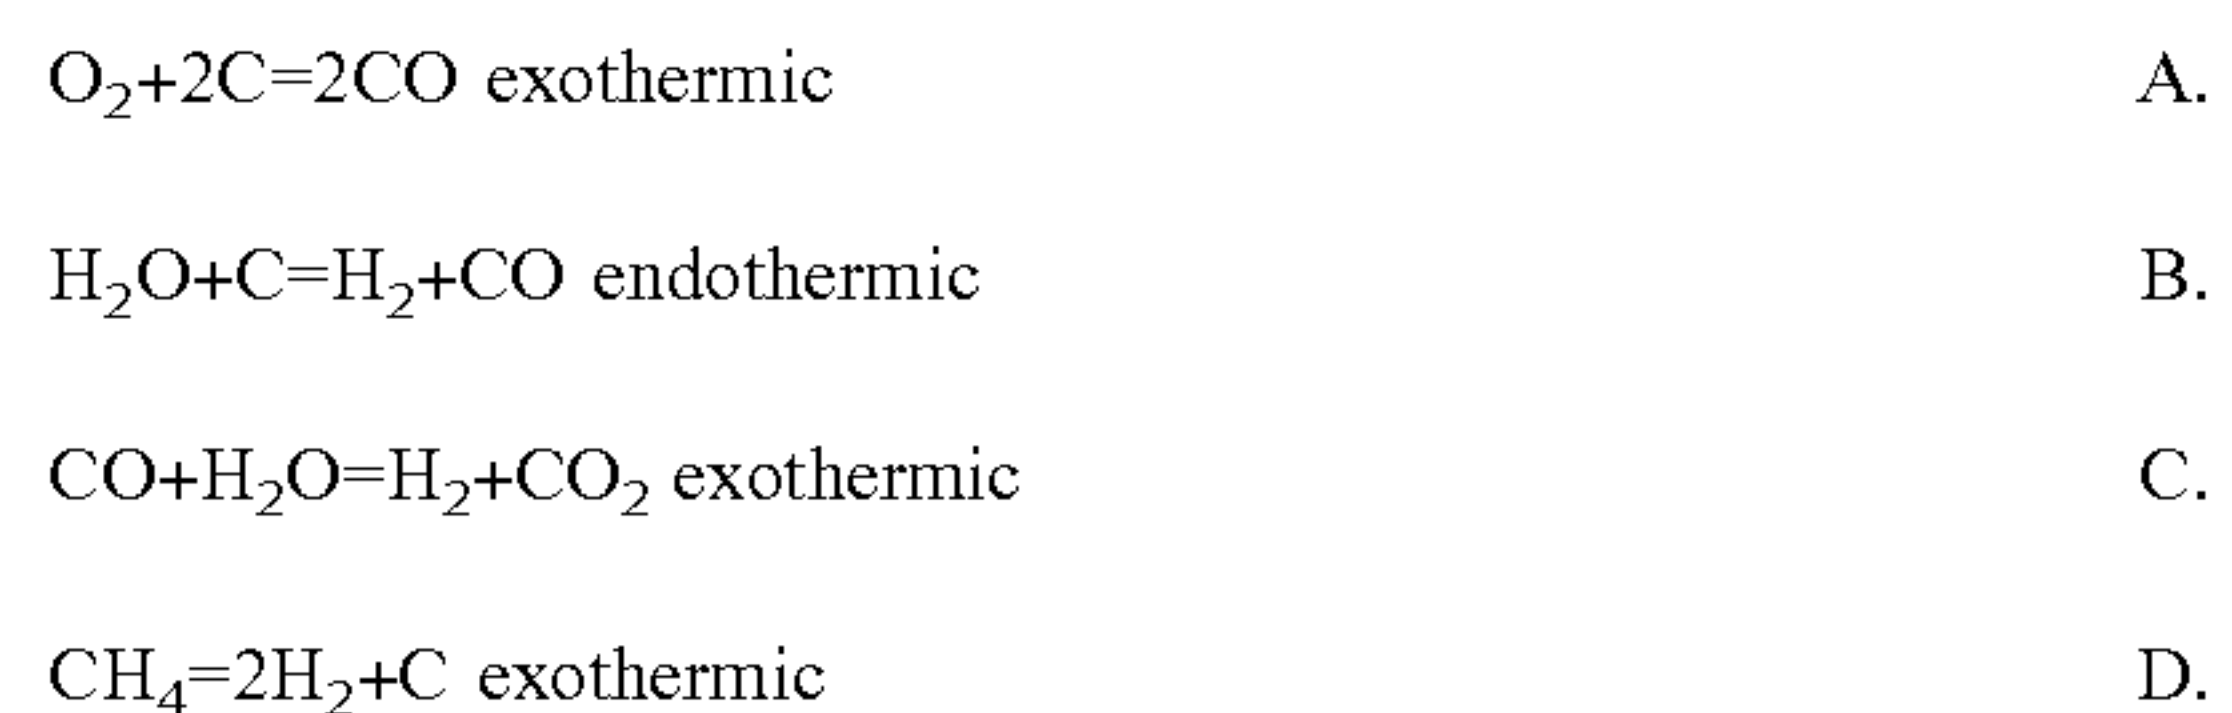 O₂+2C=2CO exothermic A.
H₂O+C=H₂+CO endothermic B.
CO+H₂O=H₂+CO₂ exothermic C.
CH₄=2H₂+C exothermic D.